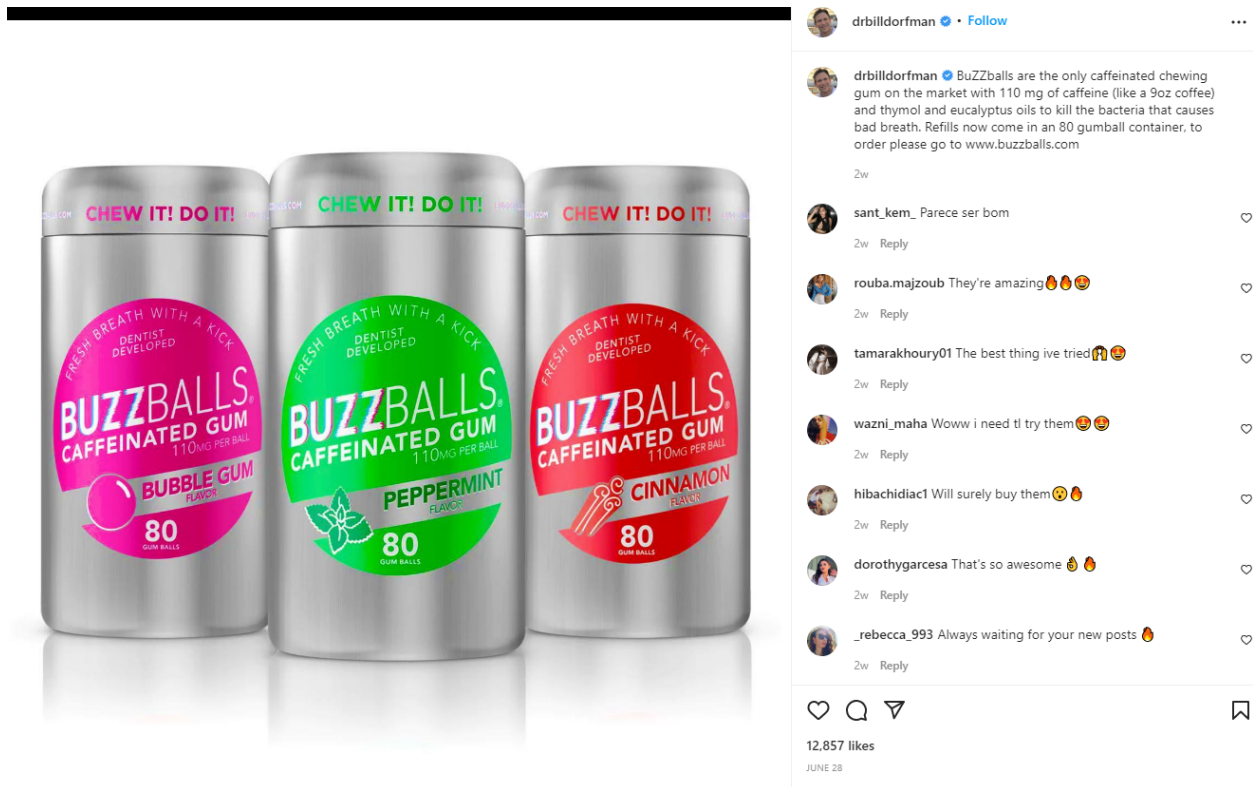 CHEW IT! DO IT!
FRESH BREATH WITH A KICK
DENTIST
DEVELOPED
BUZZBALLS®
CAFFEINATED GUM
110MG PER BALL
BUBBLE GUM
FLAVOR
80
GUM BALLS
CHEW IT! DO IT!
FRESH BREATH WITH A KICK
DENTIST
DEVELOPED
BUZZBALLS®
CAFFEINATED GUM
110MG PER BALL
PEPPERMINT
FLAVOR
80
GUM BALLS
CHEW IT! DO IT!
FRESH BREATH WITH A KICK
DENTIST
DEVELOPED
BUZZBALLS®
CAFFEINATED GUM
110MG PER BALL
CINNAMON
FLAVOR
80
GUM BALLS
drbilldorfman • Follow
drbilldorfman BuZZballs are the only caffeinated chewing
gum on the market with 110 mg of caffeine (like a 9oz coffee)
and thymol and eucalyptus oils to kill the bacteria that causes
bad breath. Refills now come in an 80 gumball container, to
order please go to www.buzzballs.com
2w
sant_kem_ Parece ser bom
2w Reply
rouba.majzoub They're amazing🔥🔥😍
2w Reply
tamarakhoury01 The best thing ive tried🙌😍
2w Reply
wazni_maha Woww i need tl try them😍😍
2w Reply
hibachidiac1 Will surely buy them😮🔥
2w Reply
dorothygarcesa That's so awesome 👌🔥
2w Reply
_rebecca_993 Always waiting for your new posts 🔥
2w Reply
12,857 likes
JUNE 28